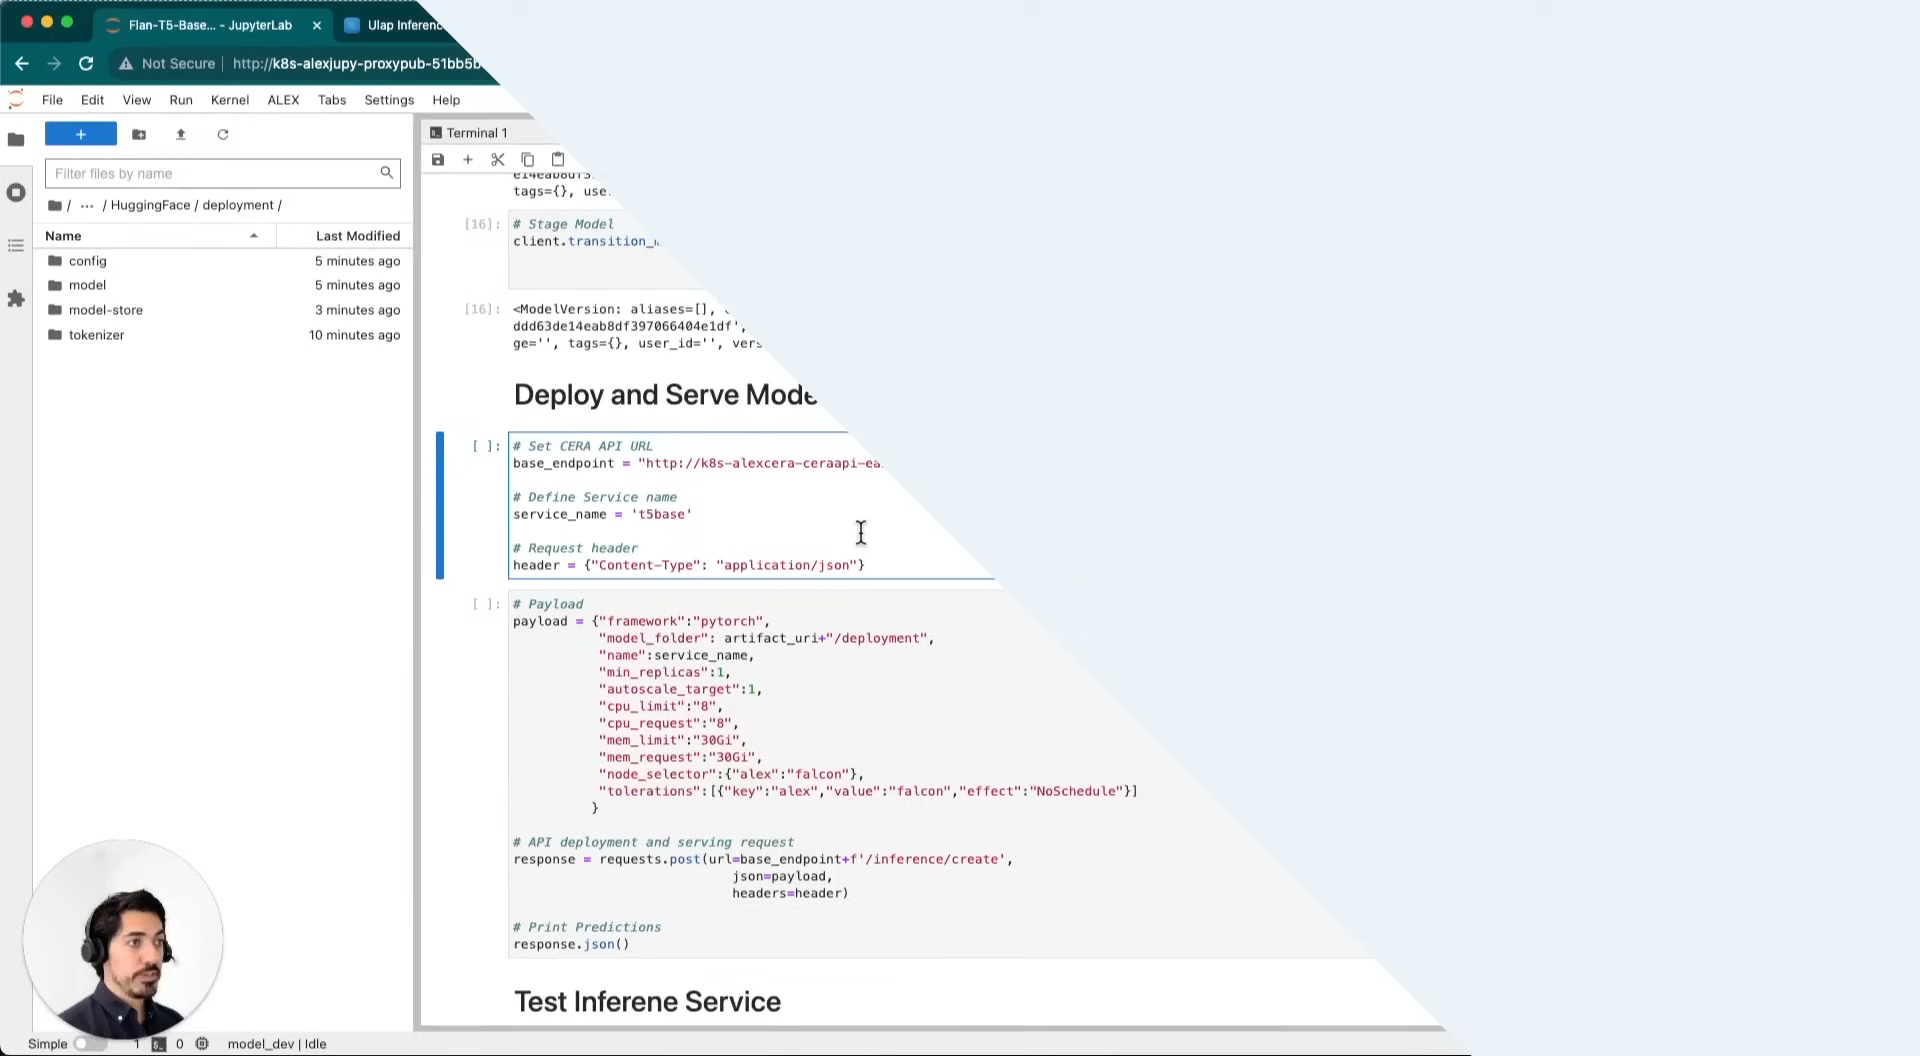 Flan-T5-Base... - JupyterLab
Ulap Inferenc
Not Secure
http://k8s-alexjupy-proxypub-51bb5b
File Edit View Run Kernel ALEX Tabs Settings Help
Filter files by name
/ ··· / HuggingFace / deployment /
Name Last Modified
config 5 minutes ago
model 5 minutes ago
model-store 3 minutes ago
tokenizer 10 minutes ago
Terminal 1
tags={}, use
[16]: # Stage Model
client.transition_
[16]: <ModelVersion: aliases=[],
ddd63de14eab8df397066404e1df',
ge='', tags={}, user_id='', vers
Deploy and Serve Mode
[ ]: # Set CERA API URL
base_endpoint = "http://k8s-alexcera-ceraapi-ea
# Define Service name
service_name = 't5base'
# Request header
header = {"Content-Type": "application/json"}
[ ]: # Payload
payload = {"framework":"pytorch",
"model_folder": artifact_uri+"/deployment",
"name":service_name,
"min_replicas":1,
"autoscale_target":1,
"cpu_limit":"8",
"cpu_request":"8",
"mem_limit":"30Gi",
"mem_request":"30Gi",
"node_selector":{"alex":"falcon"},
"tolerations":[{"key":"alex","value":"falcon","effect":"NoSchedule"}]
}
# API deployment and serving request
response = requests.post(url=base_endpoint+f'/inference/create',
json=payload,
headers=header)
# Print Predictions
response.json()
Test Inferene Service
Simple 1 0 model_dev | Idle